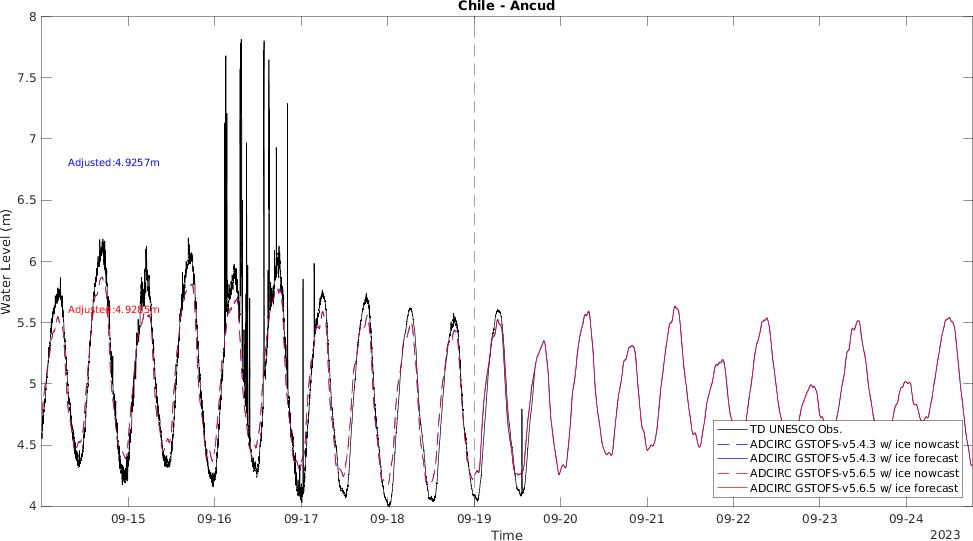 Chile - Ancud
8
7.5
7
6.5
6
5.5
5
4.5
4
Water Level (m)
Adjusted:4.9257m
Adjusted:4.9285m
TD UNESCO Obs.
ADCIRC GSTOFS-v5.4.3 w/ ice nowcast
ADCIRC GSTOFS-v5.4.3 w/ ice forecast
ADCIRC GSTOFS-v5.6.5 w/ ice nowcast
ADCIRC GSTOFS-v5.6.5 w/ ice forecast
09-15 09-16 09-17 09-18 09-19 09-20 09-21 09-22 09-23 09-24
Time
2023